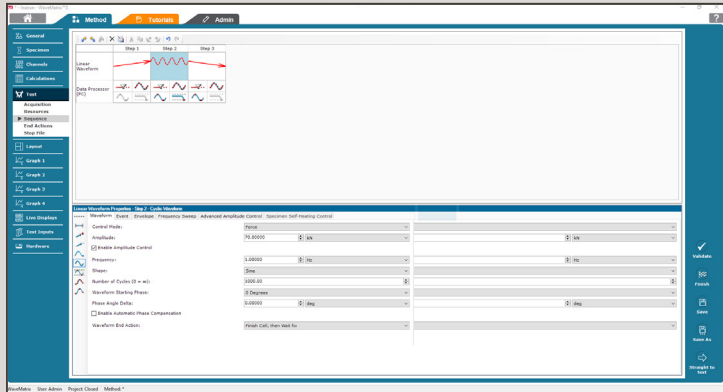 Method
Tutorials
Admin
General
Specimen
Channels
Calculations
Test
Acquisition
Resources
Sequence
End Actions
Stop File
Layout
Graph 1
Graph 2
Graph 3
Graph 4
Live Displays
Test Inputs
Hardware
Step 1 Step 2 Step 3
Linear
Waveform
Data Processor
(PC)
Linear Waveform Properties Step 2 Cyclic Waveform
Waveform Event Envelope Frequency Sweep Advanced Amplitude Control Specimen Self-Heating Control
Control Mode: Force
Amplitude: 70.00000 kN kN
Enable Amplitude Control
Frequency: 1.00000 Hz Hz
Shape: Sine
Number of Cycles (0 = ∞): 1000.00
Waveform Starting Phase: 0 Degrees
Phase Angle Delta: 0.00000 deg deg
Enable Automatic Phase Compensation
Waveform End Action: Finish Cell, then Wait for
Validate
Finish
Save
Save As
Straight to
test
WaveMatrix User: Admin Project: Closed Method: *